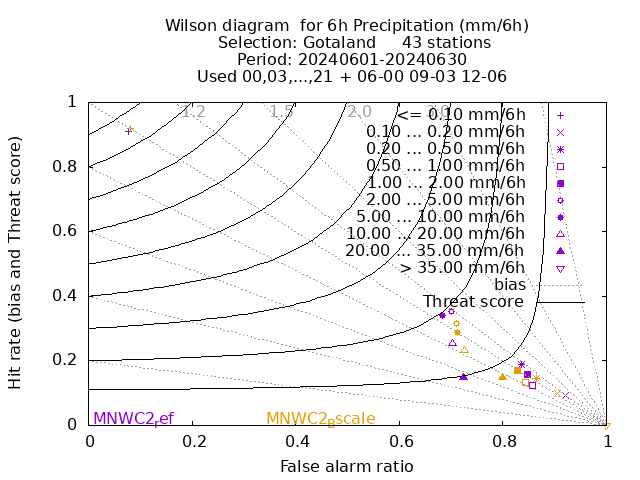 Wilson diagram  for 6h Precipitation (mm/6h)
Selection: Gotaland     43 stations
Period: 20240601-20240630
Used 00,03,...,21 + 06-00 09-03 12-06
1.2 1.5 2.0 3.0
<= 0.10 mm/6h
0.10 ... 0.20 mm/6h
0.20 ... 0.50 mm/6h
0.50 ... 1.00 mm/6h
1.00 ... 2.00 mm/6h
2.00 ... 5.00 mm/6h
5.00 ... 10.00 mm/6h
10.00 ... 20.00 mm/6h
20.00 ... 35.00 mm/6h
> 35.00 mm/6h
bias
Threat score
Hit rate (bias and Threat score)
1
0.8
0.6
0.4
0.2
0
MNWC2ref MNWC2Bscale
0 0.2 0.4 0.6 0.8 1
False alarm ratio